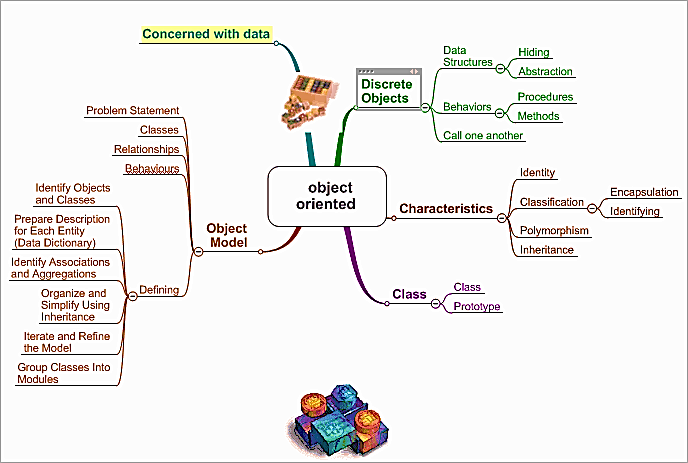 Concerned with data
Discrete
Objects
Data
Structures
Hiding
Abstraction
Behaviors
Procedures
Methods
Call one another
object
oriented
Characteristics
Identity
Classification
Encapsulation
Identifying
Polymorphism
Inheritance
Class
Class
Prototype
Object
Model
Problem Statement
Classes
Relationships
Behaviours
Defining
Identify Objects
and Classes
Prepare Description
for Each Entity
(Data Dictionary)
Identify Associations
and Aggregations
Organize and
Simplify Using
Inheritance
Iterate and Refine
the Model
Group Classes Into
Modules